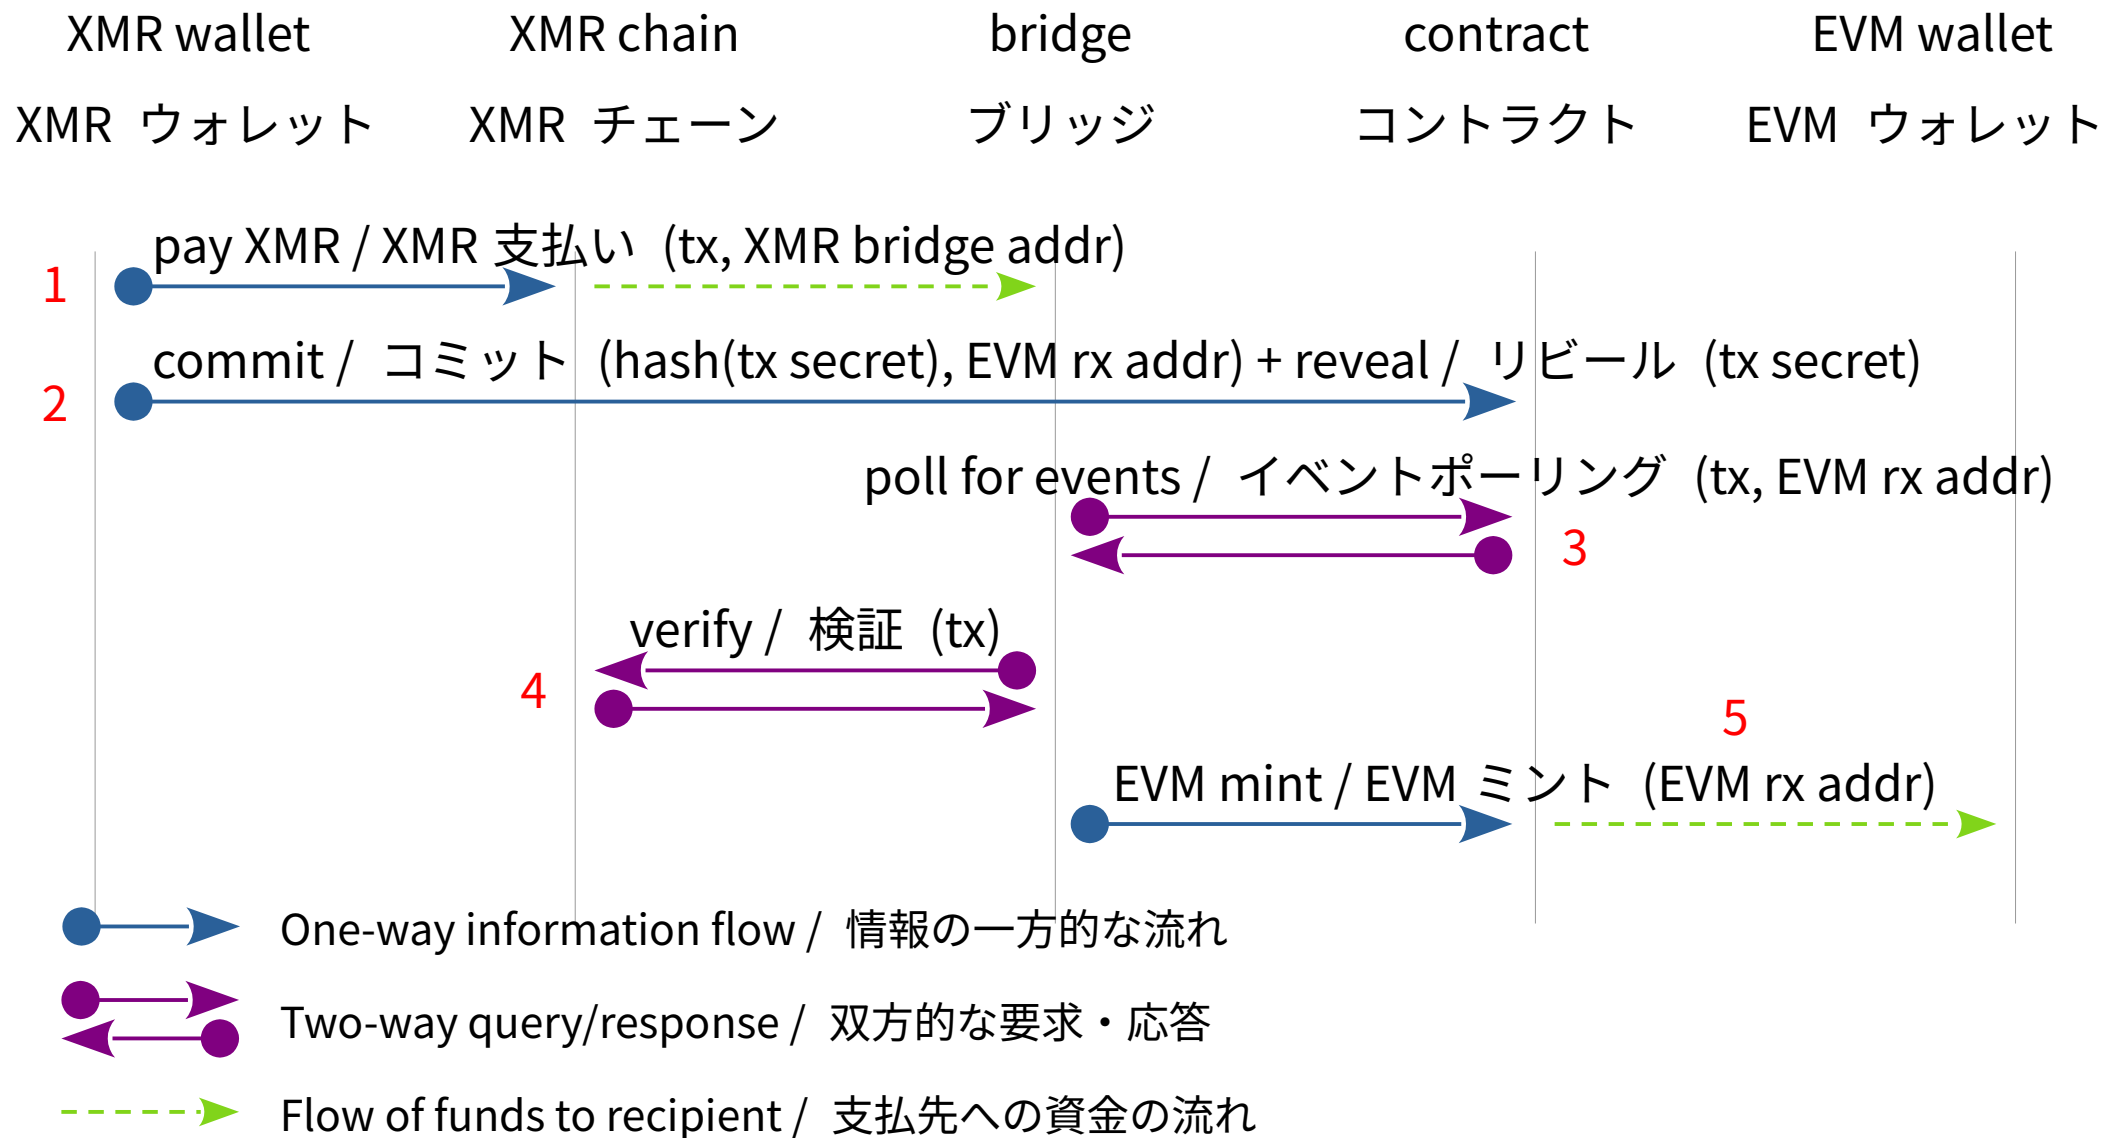 XMR wallet XMR chain bridge contract EVM wallet
XMR ウォレット XMR チェーン ブリッジ コントラクト EVM ウォレット
pay XMR / XMR 支払い (tx, XMR bridge addr)
1
commit / コミット (hash(tx secret), EVM rx addr) + reveal / リビール (tx secret)
2
poll for events / イベントポーリング (tx, EVM rx addr)
3
verify / 検証 (tx)
4
5
EVM mint / EVM ミント (EVM rx addr)
One-way information flow / 情報の一方的な流れ
Two-way query/response / 双方的な要求・応答
Flow of funds to recipient / 支払先への資金の流れ